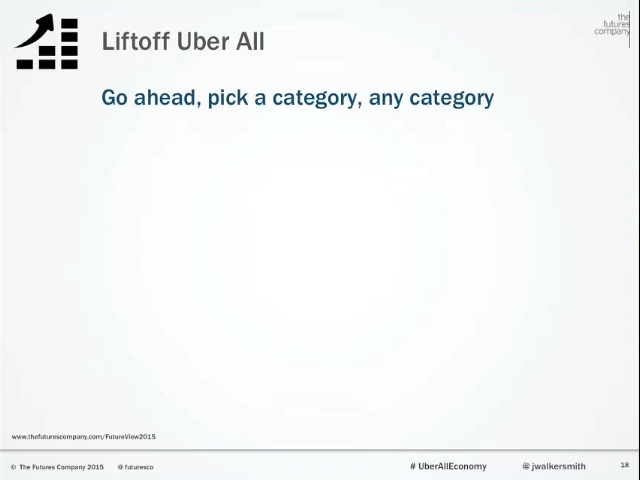 Liftoff Uber All
the
futures
company
Go ahead, pick a category, any category
www.thefuturescompany.com/FutureView2015
© The Futures Company 2015 @ futuresco # UberAllEconomy @ jwalkersmith 18